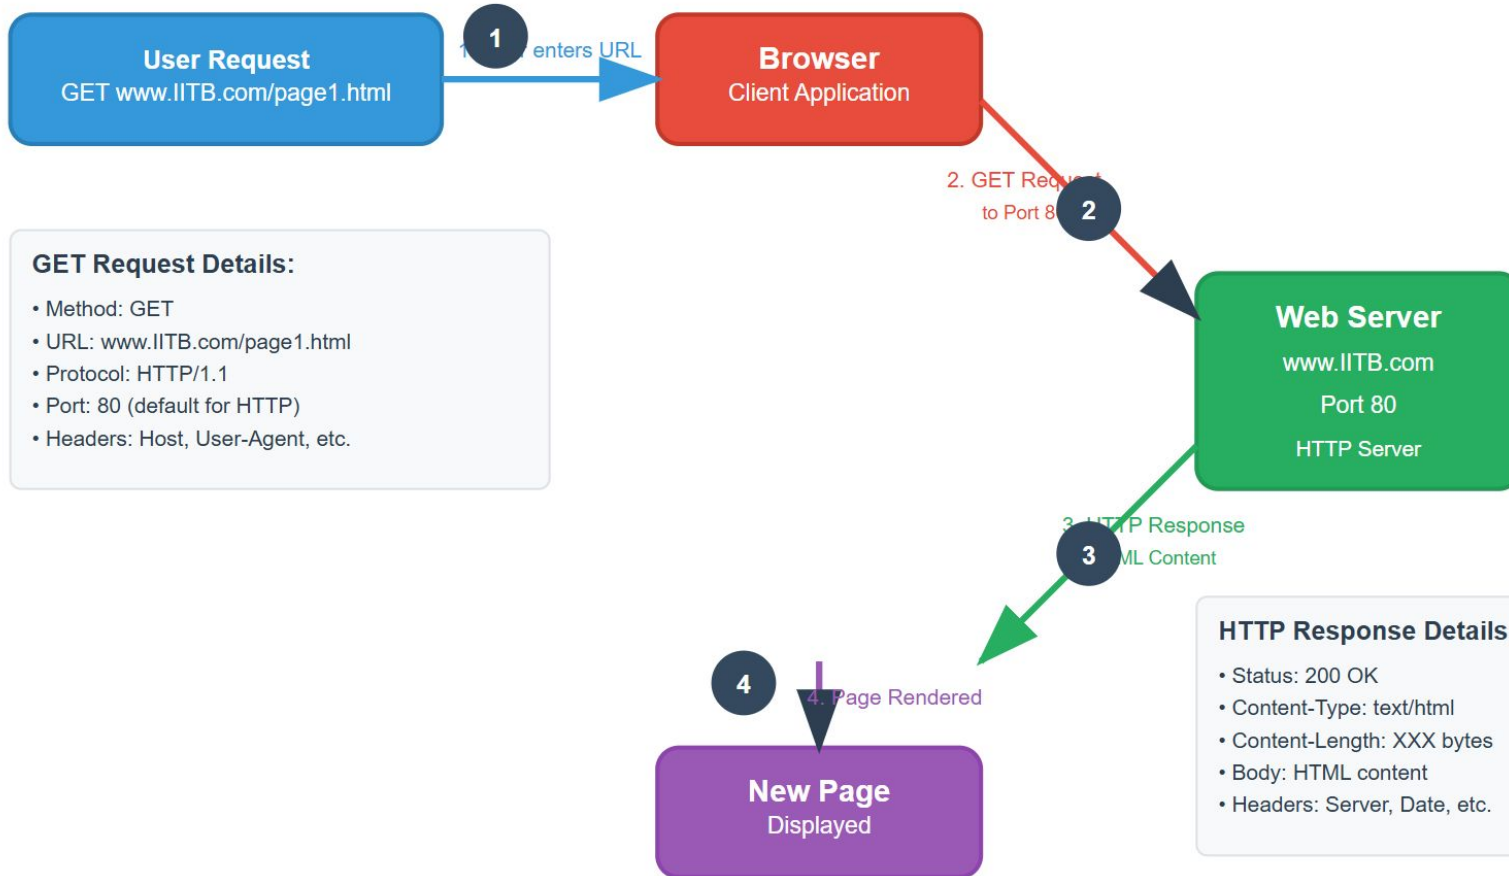 User Request
GET www.IITB.com/page1.html
1
enters URL
Browser
Client Application
2. GET Request
to Port 8
2
GET Request Details:
• Method: GET
• URL: www.IITB.com/page1.html
• Protocol: HTTP/1.1
• Port: 80 (default for HTTP)
• Headers: Host, User-Agent, etc.
Web Server
www.IITB.com
Port 80
HTTP Server
3. HTTP Response
3
ML Content
HTTP Response Details
• Status: 200 OK
• Content-Type: text/html
• Content-Length: XXX bytes
• Body: HTML content
• Headers: Server, Date, etc.
4
4. Page Rendered
New Page
Displayed